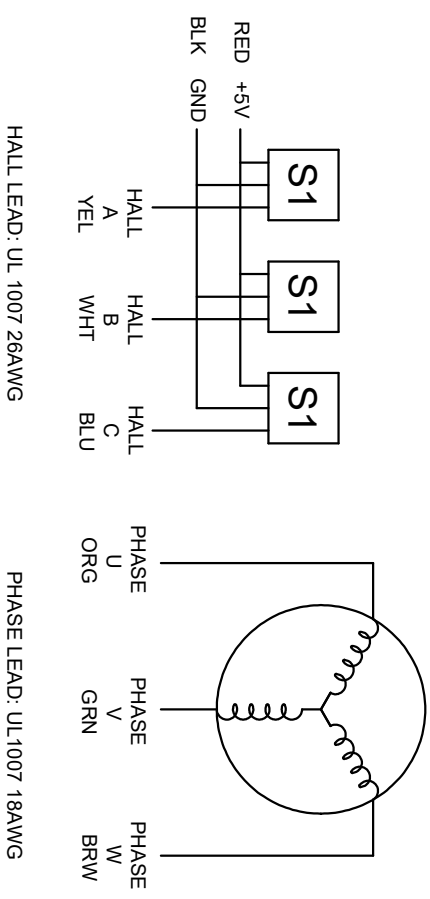 RED +5V
BLK GND
S1
S1
S1
HALL
A
YEL
HALL
B
WHT
HALL
C
BLU
HALL LEAD: UL 1007 26AWG
PHASE
U
ORG
PHASE
V
GRN
PHASE
W
BRW
PHASE LEAD: UL1007 18AWG